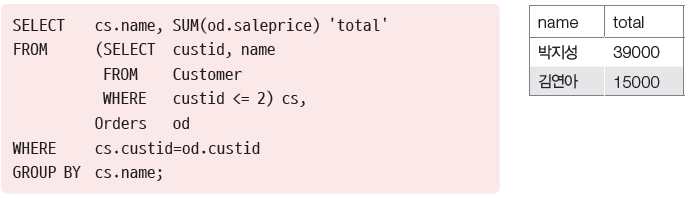 SELECT cs.name, SUM(od.saleprice) 'total'
FROM (SELECT custid, name
FROM Customer
WHERE custid <= 2) cs,
Orders od
WHERE cs.custid=od.custid
GROUP BY cs.name;
name total
박지성 39000
김연아 15000